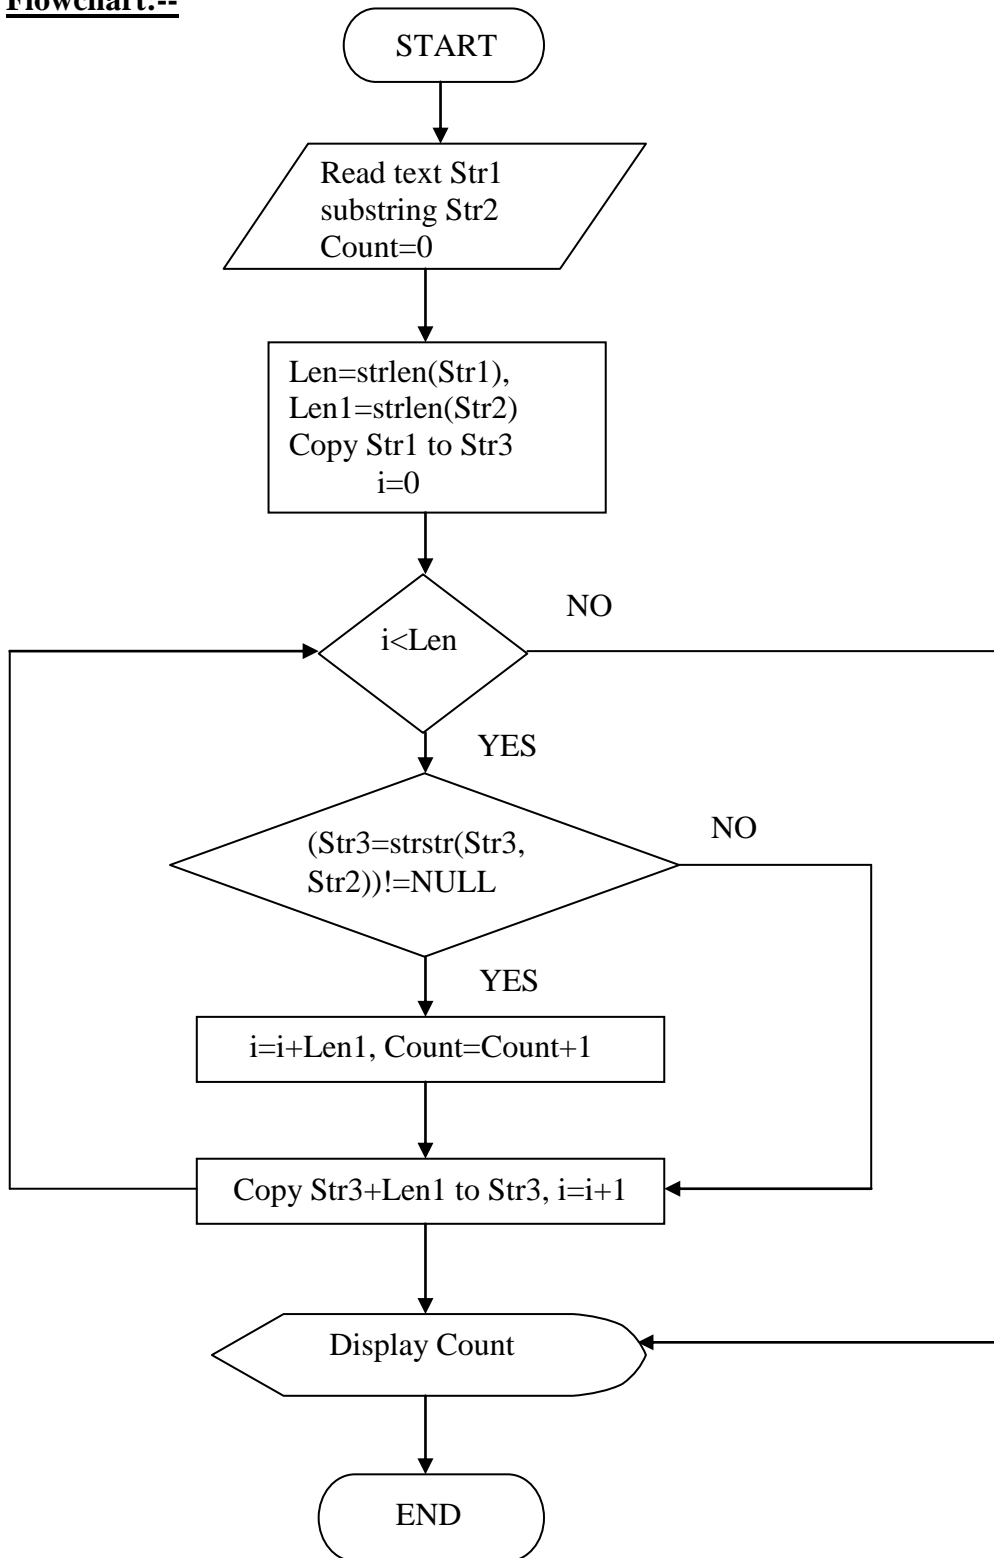 Flowchart:--
START
Read text Str1
substring Str2
Count=0
Len=strlen(Str1),
Len1=strlen(Str2)
Copy Str1 to Str3
i=0
i<Len
NO
YES
(Str3=strstr(Str3,
Str2))!=NULL
NO
YES
i=i+Len1, Count=Count+1
Copy Str3+Len1 to Str3, i=i+1
Display Count
END